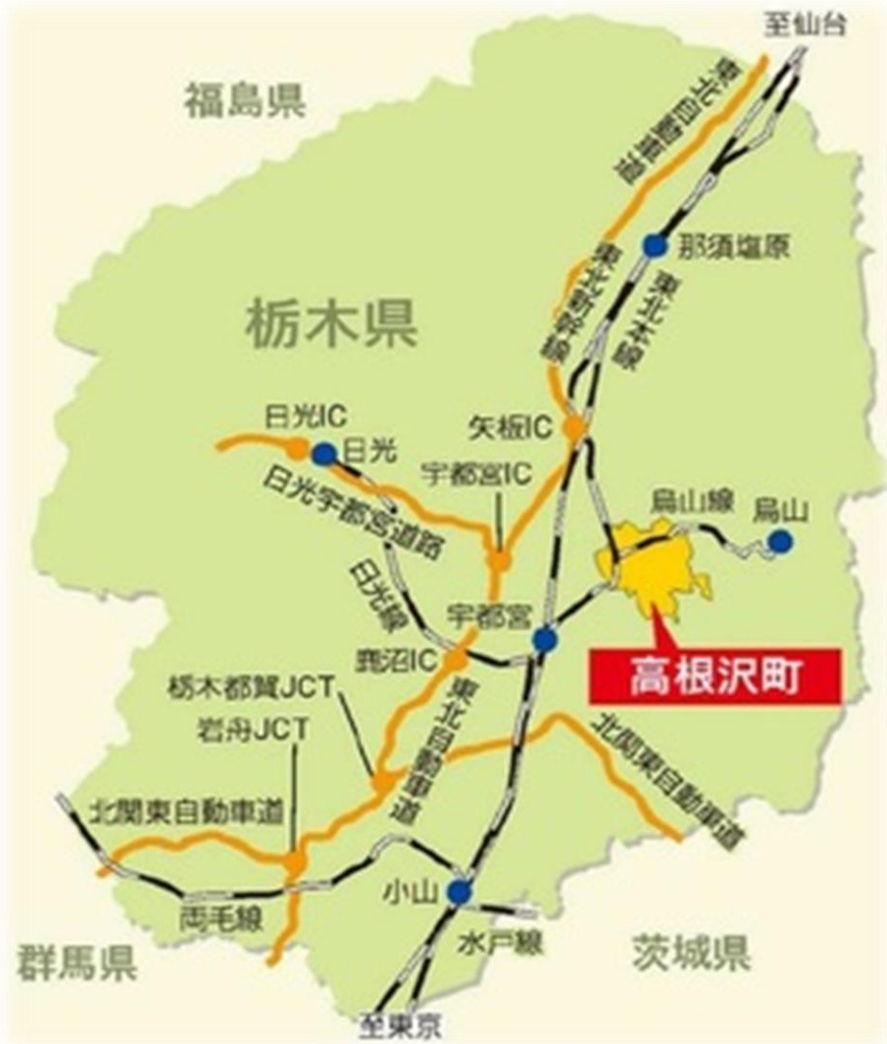 至仙台
福島県
東北自動車道
那須塩原
東北新幹線
東北本線
栃木県
日光IC
日光
矢板IC
宇都宮IC
日光宇都宮道路
烏山線
烏山
日光線
宇都宮
鹿沼IC
高根沢町
栃木都賀JCT
岩舟JCT
東北自動車道
北関東自動車道
北関東自動車道
小山
両毛線
水戸線
群馬県
茨城県
至東京